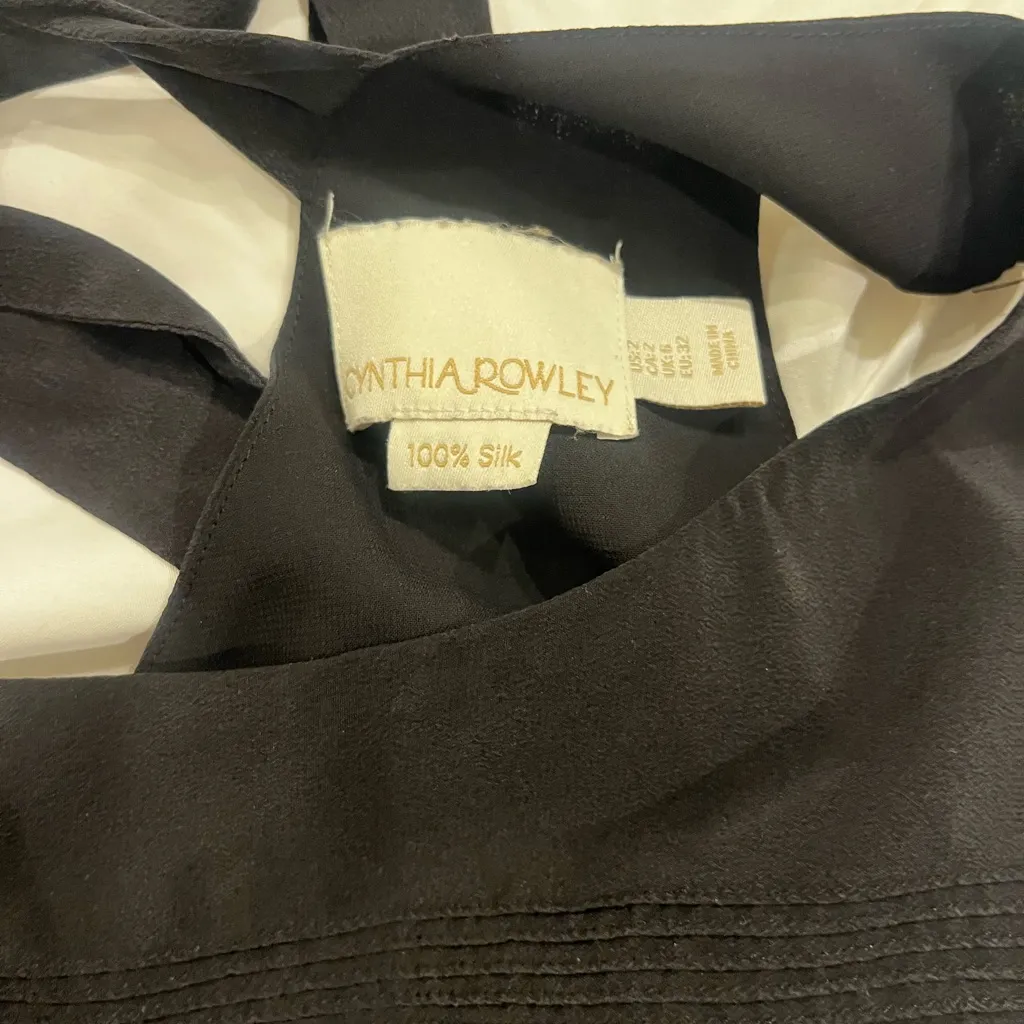 CYNTHIA ROWLEY
100% Silk
US:2
CA:2
UK:6
EU:32
MADE IN
CHINA